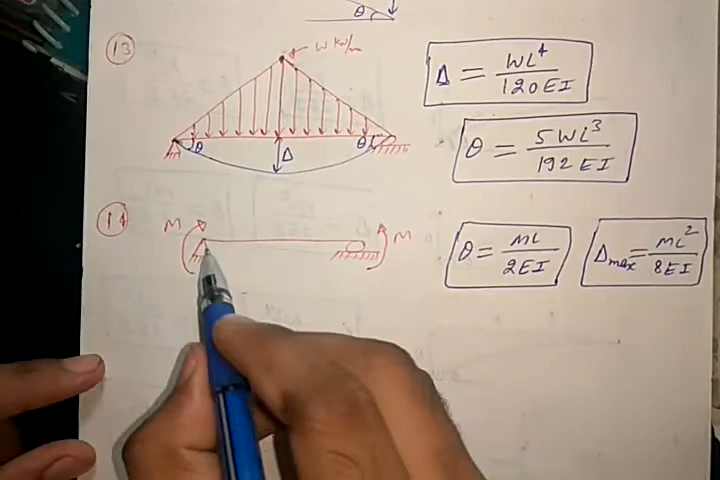 θ
13
W kN/m
Δ = WL⁴ / 120EI
θ θ
Δ
θ = 5WL³ / 192EI
14
M M
θ = ML / 2EI
Δmax = ML² / 8EI